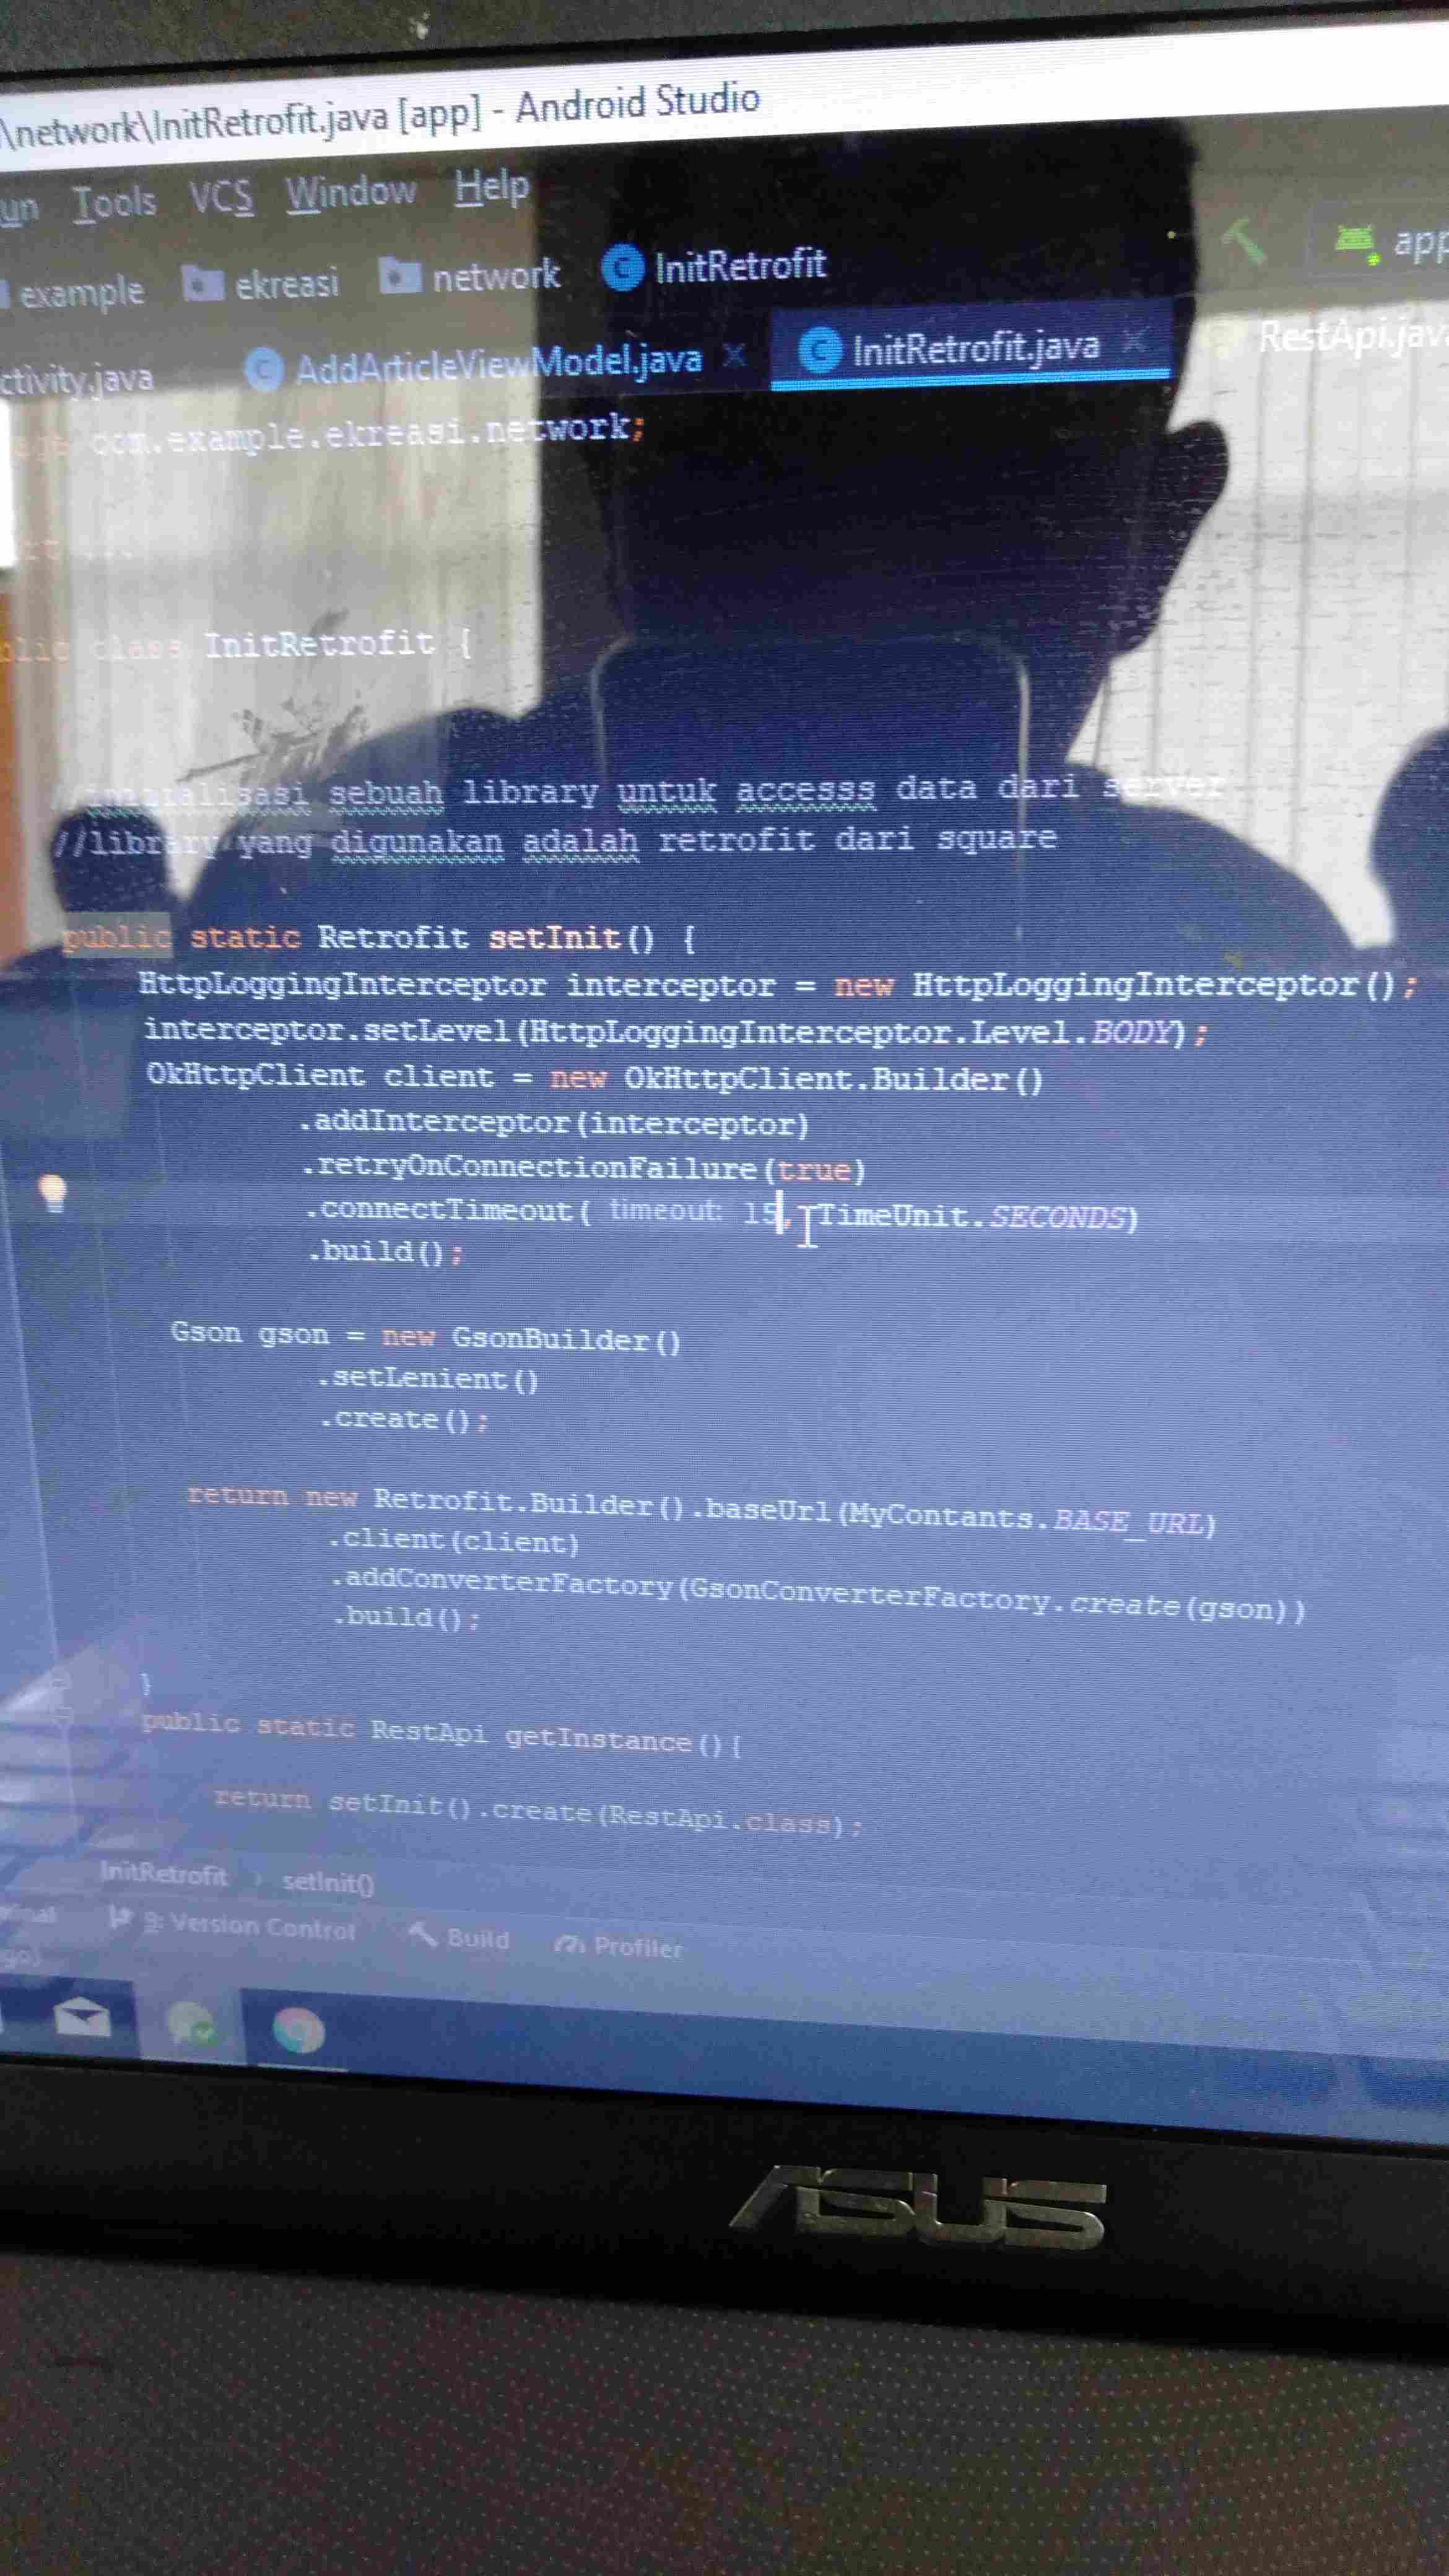 \network\InitRetrofit.java [app] - Android Studio
un Tools VCS Window Help
example ekreasi network InitRetrofit app
ctivity.java AddArticleViewModel.java InitRetrofit.java RestApi.java
com.example.ekreasi.network;
...
blic class InitRetrofit {
//inisialisasi sebuah library untuk accesss data dari server
//library yang digunakan adalah retrofit dari square
public static Retrofit setInit() {
HttpLoggingInterceptor interceptor = new HttpLoggingInterceptor();
interceptor.setLevel(HttpLoggingInterceptor.Level.BODY);
OkHttpClient client = new OkHttpClient.Builder()
.addInterceptor(interceptor)
.retryOnConnectionFailure(true)
.connectTimeout( timeout: 15, TimeUnit.SECONDS)
.build();
Gson gson = new GsonBuilder()
.setLenient()
.create();
return new Retrofit.Builder().baseUrl(MyContants.BASE_URL)
.client(client)
.addConverterFactory(GsonConverterFactory.create(gson))
.build();
}
public static RestApi getInstance(){
return setInit().create(RestApi.class);
InitRetrofit › setInit()
minal 9: Version Control Build Profiler
go)
ASUS